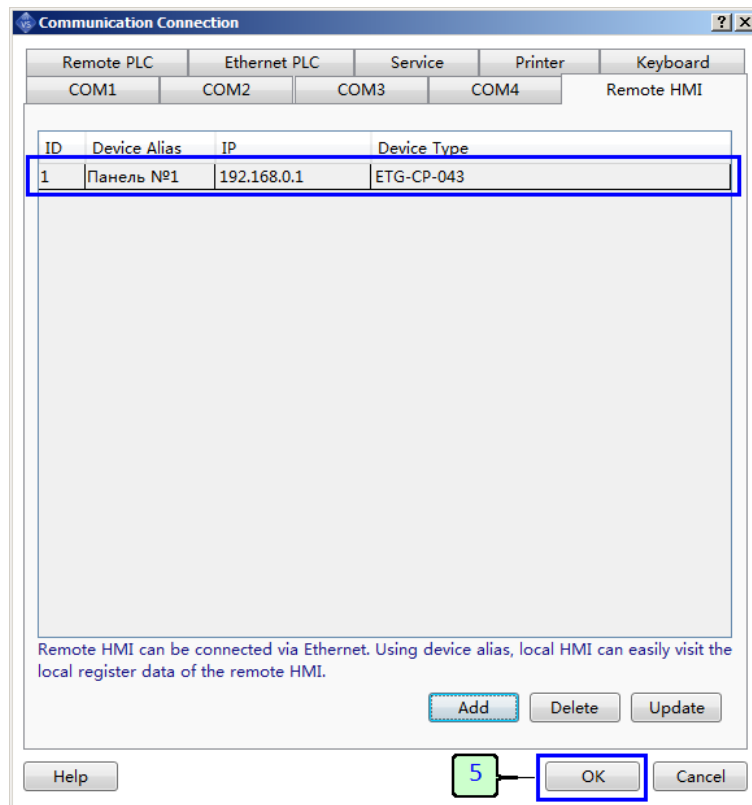 Communication Connection
Remote PLC Ethernet PLC Service Printer Keyboard
COM1 COM2 COM3 COM4 Remote HMI
ID Device Alias IP Device Type
1 Панель №1 192.168.0.1 ETG-CP-043
Remote HMI can be connected via Ethernet. Using device alias, local HMI can easily visit the
local register data of the remote HMI.
Add Delete Update
Help 5 OK Cancel